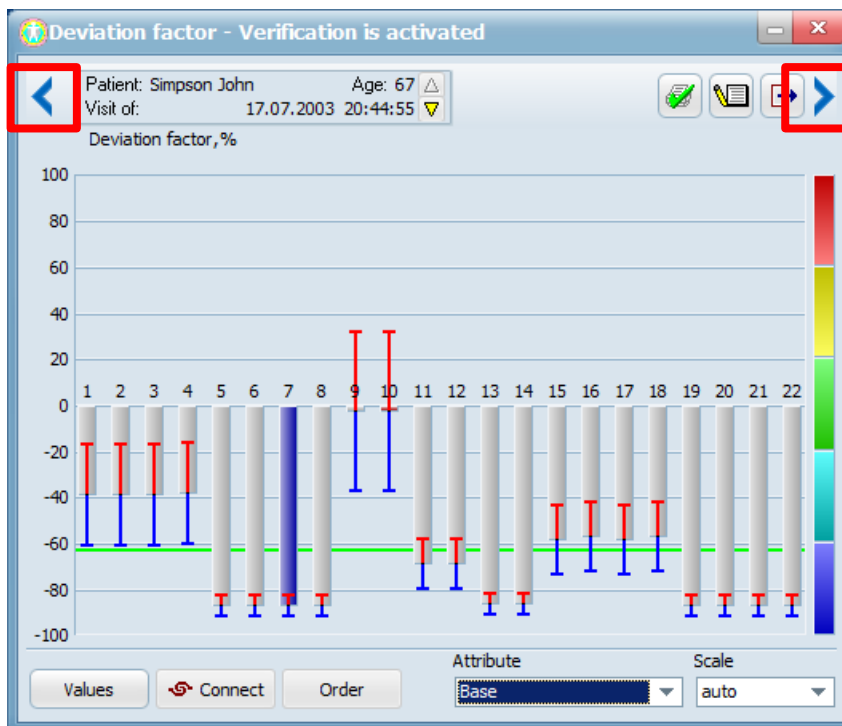 Deviation factor - Verification is activated
Patient: Simpson John Age: 67
Visit of: 17.07.2003 20:44:55
Deviation factor,%
100
80
60
40
20
1 2 3 4 5 6 7 8 9 10 11 12 13 14 15 16 17 18 19 20 21 22
0
-20
-40
-60
-80
-100
Attribute Scale
Values Connect Order Base auto